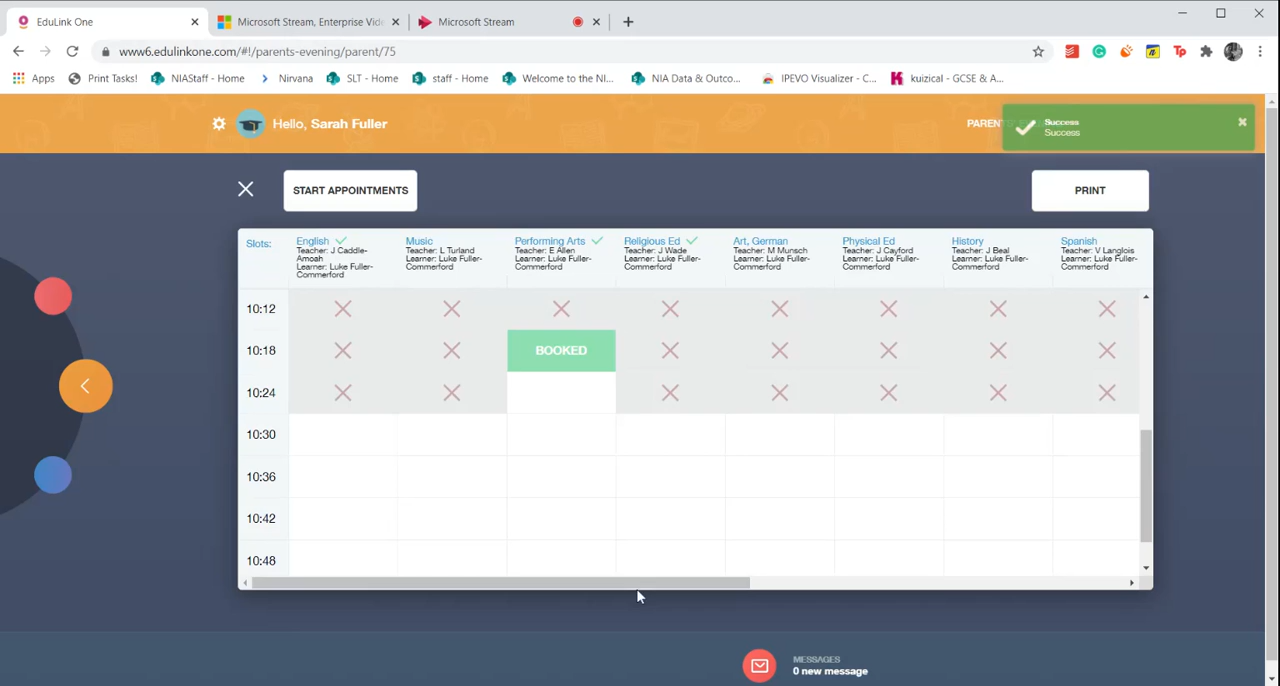 EduLink One
Microsoft Stream, Enterprise Vide
Microsoft Stream
www6.edulinkone.com/#!/parents-evening/parent/75
Apps
Print Tasks!
NIAStaff - Home
Nirvana
SLT - Home
staff - Home
Welcome to the NI...
NIA Data & Outco...
IPEVO Visualizer - C...
kuizical - GCSE & A...
Hello, Sarah Fuller
PARENTS'
Success
Success
START APPOINTMENTS
PRINT
Slots:
English
Teacher: J Caddle-
Amoah
Learner: Luke Fuller-
Commerford
Music
Teacher: L Turland
Learner: Luke Fuller-
Commerford
Performing Arts
Teacher: E Allen
Learner: Luke Fuller-
Commerford
Religious Ed
Teacher: J Wade
Learner: Luke Fuller-
Commerford
Art, German
Teacher: M Munsch
Learner: Luke Fuller-
Commerford
Physical Ed
Teacher: J Cayford
Learner: Luke Fuller-
Commerford
History
Teacher: J Beal
Learner: Luke Fuller-
Commerford
Spanish
Teacher: V Langlois
Learner: Luke Fuller-
Commerford
10:12
10:18
BOOKED
10:24
10:30
10:36
10:42
10:48
MESSAGES
0 new message